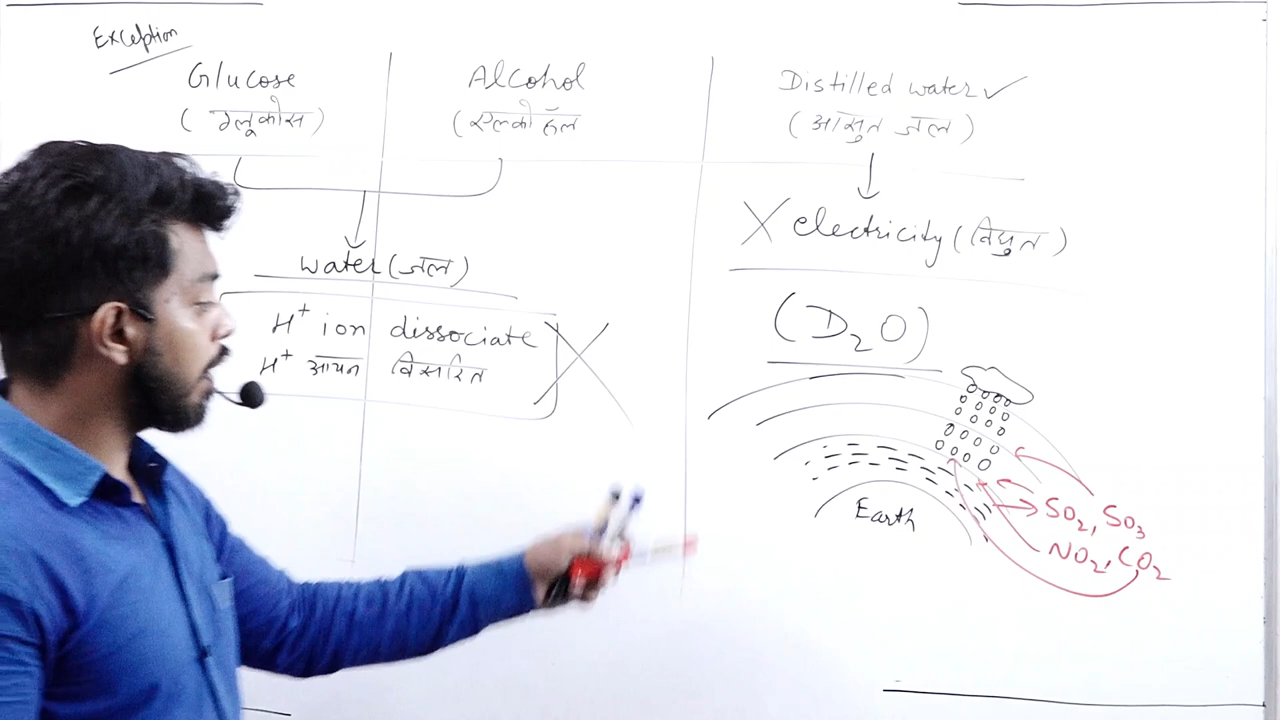 Exception
Glucose
(ग्लूकोस)
Alcohol
(एल्कोहॉल
Distilled water ✓
(आसुत जल)
water (जल)
H⁺ ion dissociate
H⁺ आयन विसरित
X electricity (विधुत)
(D₂O)
Earth
SO₂, SO₃
NO₂, CO₂